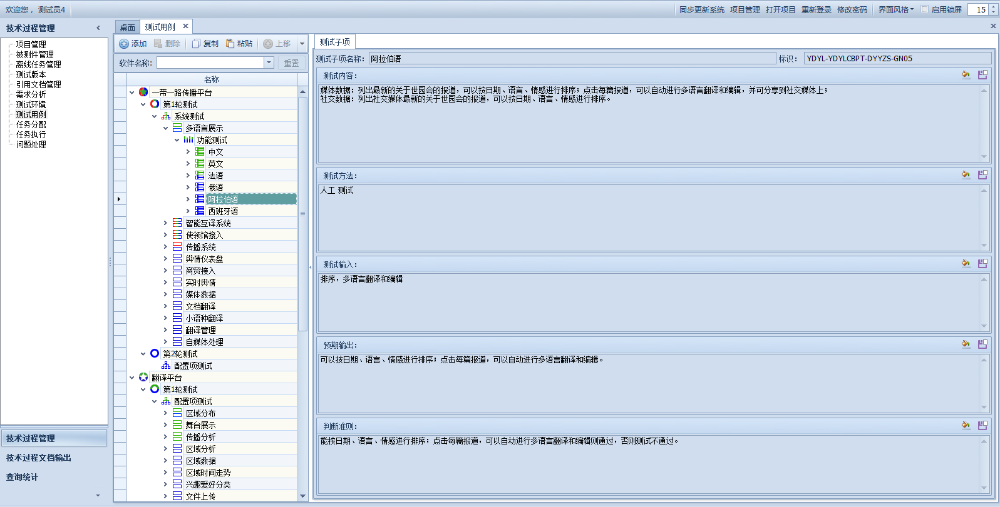 欢迎您， 测试员4
同步更新系统 项目管理 打开项目 重新登录 修改密码 界面风格 启用锁屏 15
技术过程管理
项目管理
被测件管理
离线任务管理
测试版本
引用文档管理
需求分析
测试环境
测试用例
任务分配
任务执行
问题处理
技术过程管理
技术过程文档输出
查询统计
桌面 测试用例
添加 删除 复制 粘贴 上移
软件名称: 重置
名称
一带一路传播平台
第1轮测试
系统测试
多语言展示
功能测试
中文
英文
法语
俄语
阿拉伯语
西班牙语
智能互译系统
使领馆接入
传播系统
舆情仪表盘
商贸接入
实时舆情
媒体数据
文档翻译
小语种翻译
翻译管理
自媒体处理
第2轮测试
配置项测试
翻译平台
第1轮测试
配置项测试
区域分布
舞台展示
传播分析
区域分析
区域数据
区域时间走势
兴趣爱好分类
文件上传
测试子项
测试子项名称: 阿拉伯语 标识: YDYL-YDYLCBPT-DYYZS-GN05
测试内容:
媒体数据: 列出最新的关于世园会的报道，可以按日期、语言、情感进行排序；点击每篇报道，可以自动进行多语言翻译和编辑，并可分享到社交媒体上；
社交数据: 列出社交媒体最新的关于世园会的报道，可以按日期、语言、情感进行排序。
测试方法:
人工 测试
测试输入:
排序，多语言翻译和编辑
预期输出:
可以按日期、语言、情感进行排序；点击每篇报道，可以自动进行多语言翻译和编辑。
判断准则:
能按日期、语言、情感进行排序；点击每篇报道，可以自动进行多语言翻译和编辑则通过，否则测试不通过。